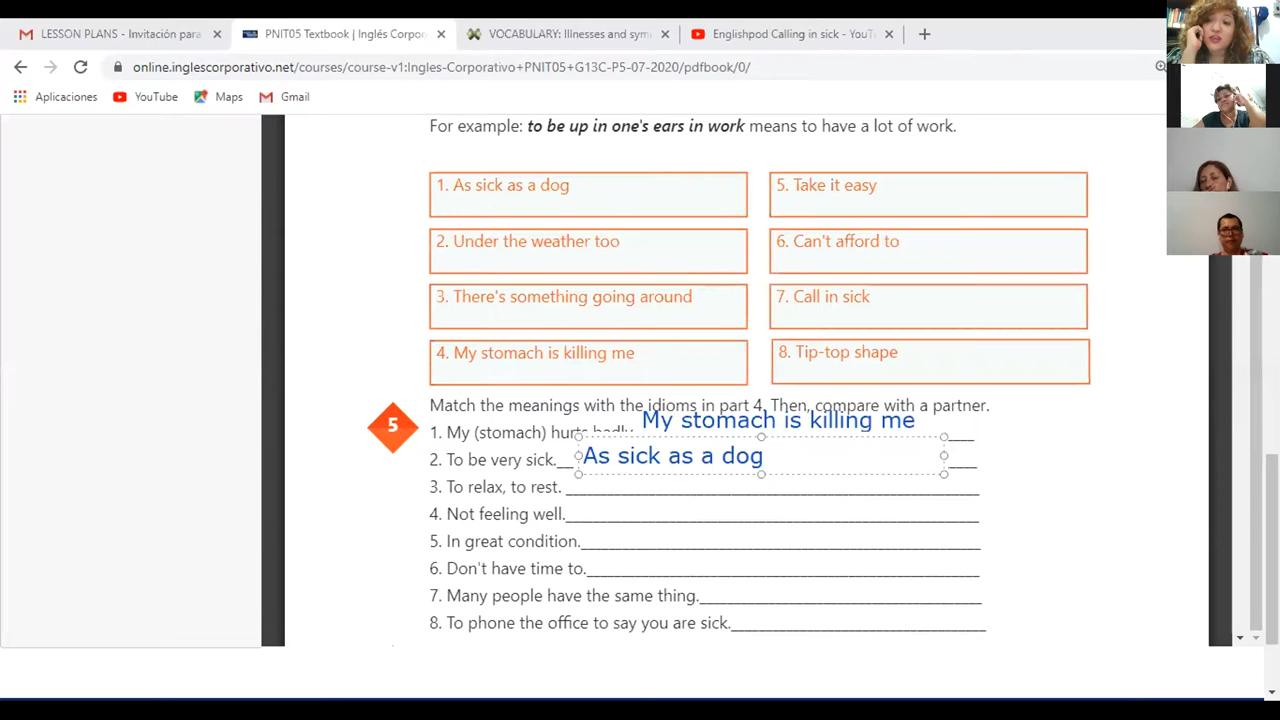 LESSON PLANS - Invitación para
PNIT05 Textbook | Inglés Corpor
VOCABULARY: Illnesses and sym
Englishpod Calling in sick - YouT
online.inglescorporativo.net/courses/course-v1:Ingles-Corporativo+PNIT05+G13C-P5-07-2020/pdfbook/0/
Aplicaciones
YouTube
Maps
Gmail
For example: to be up in one's ears in work means to have a lot of work.
1. As sick as a dog
5. Take it easy
2. Under the weather too
6. Can't afford to
3. There's something going around
7. Call in sick
4. My stomach is killing me
8. Tip-top shape
5
Match the meanings with the idioms in part 4. Then, compare with a partner.
My stomach is killing me
1. My (stomach) hurts badly.
As sick as a dog
2. To be very sick.
3. To relax, to rest.
4. Not feeling well.
5. In great condition.
6. Don't have time to.
7. Many people have the same thing.
8. To phone the office to say you are sick.